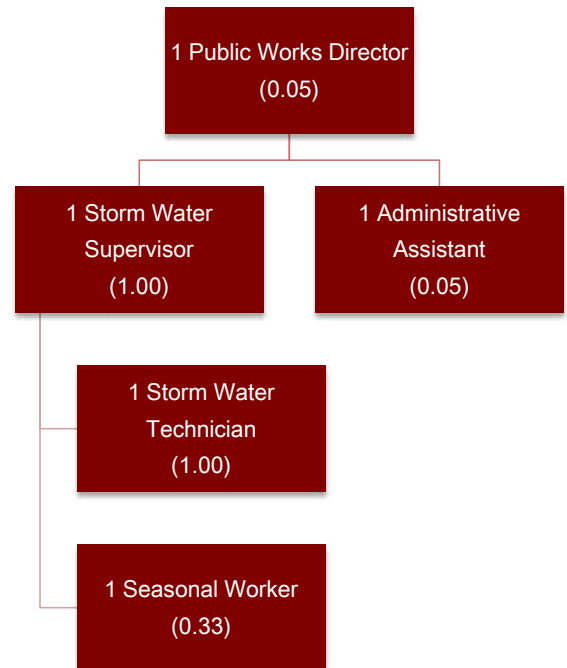 1 Public Works Director
(0.05)
1 Storm Water
Supervisor
(1.00)
1 Administrative
Assistant
(0.05)
1 Storm Water
Technician
(1.00)
1 Seasonal Worker
(0.33)